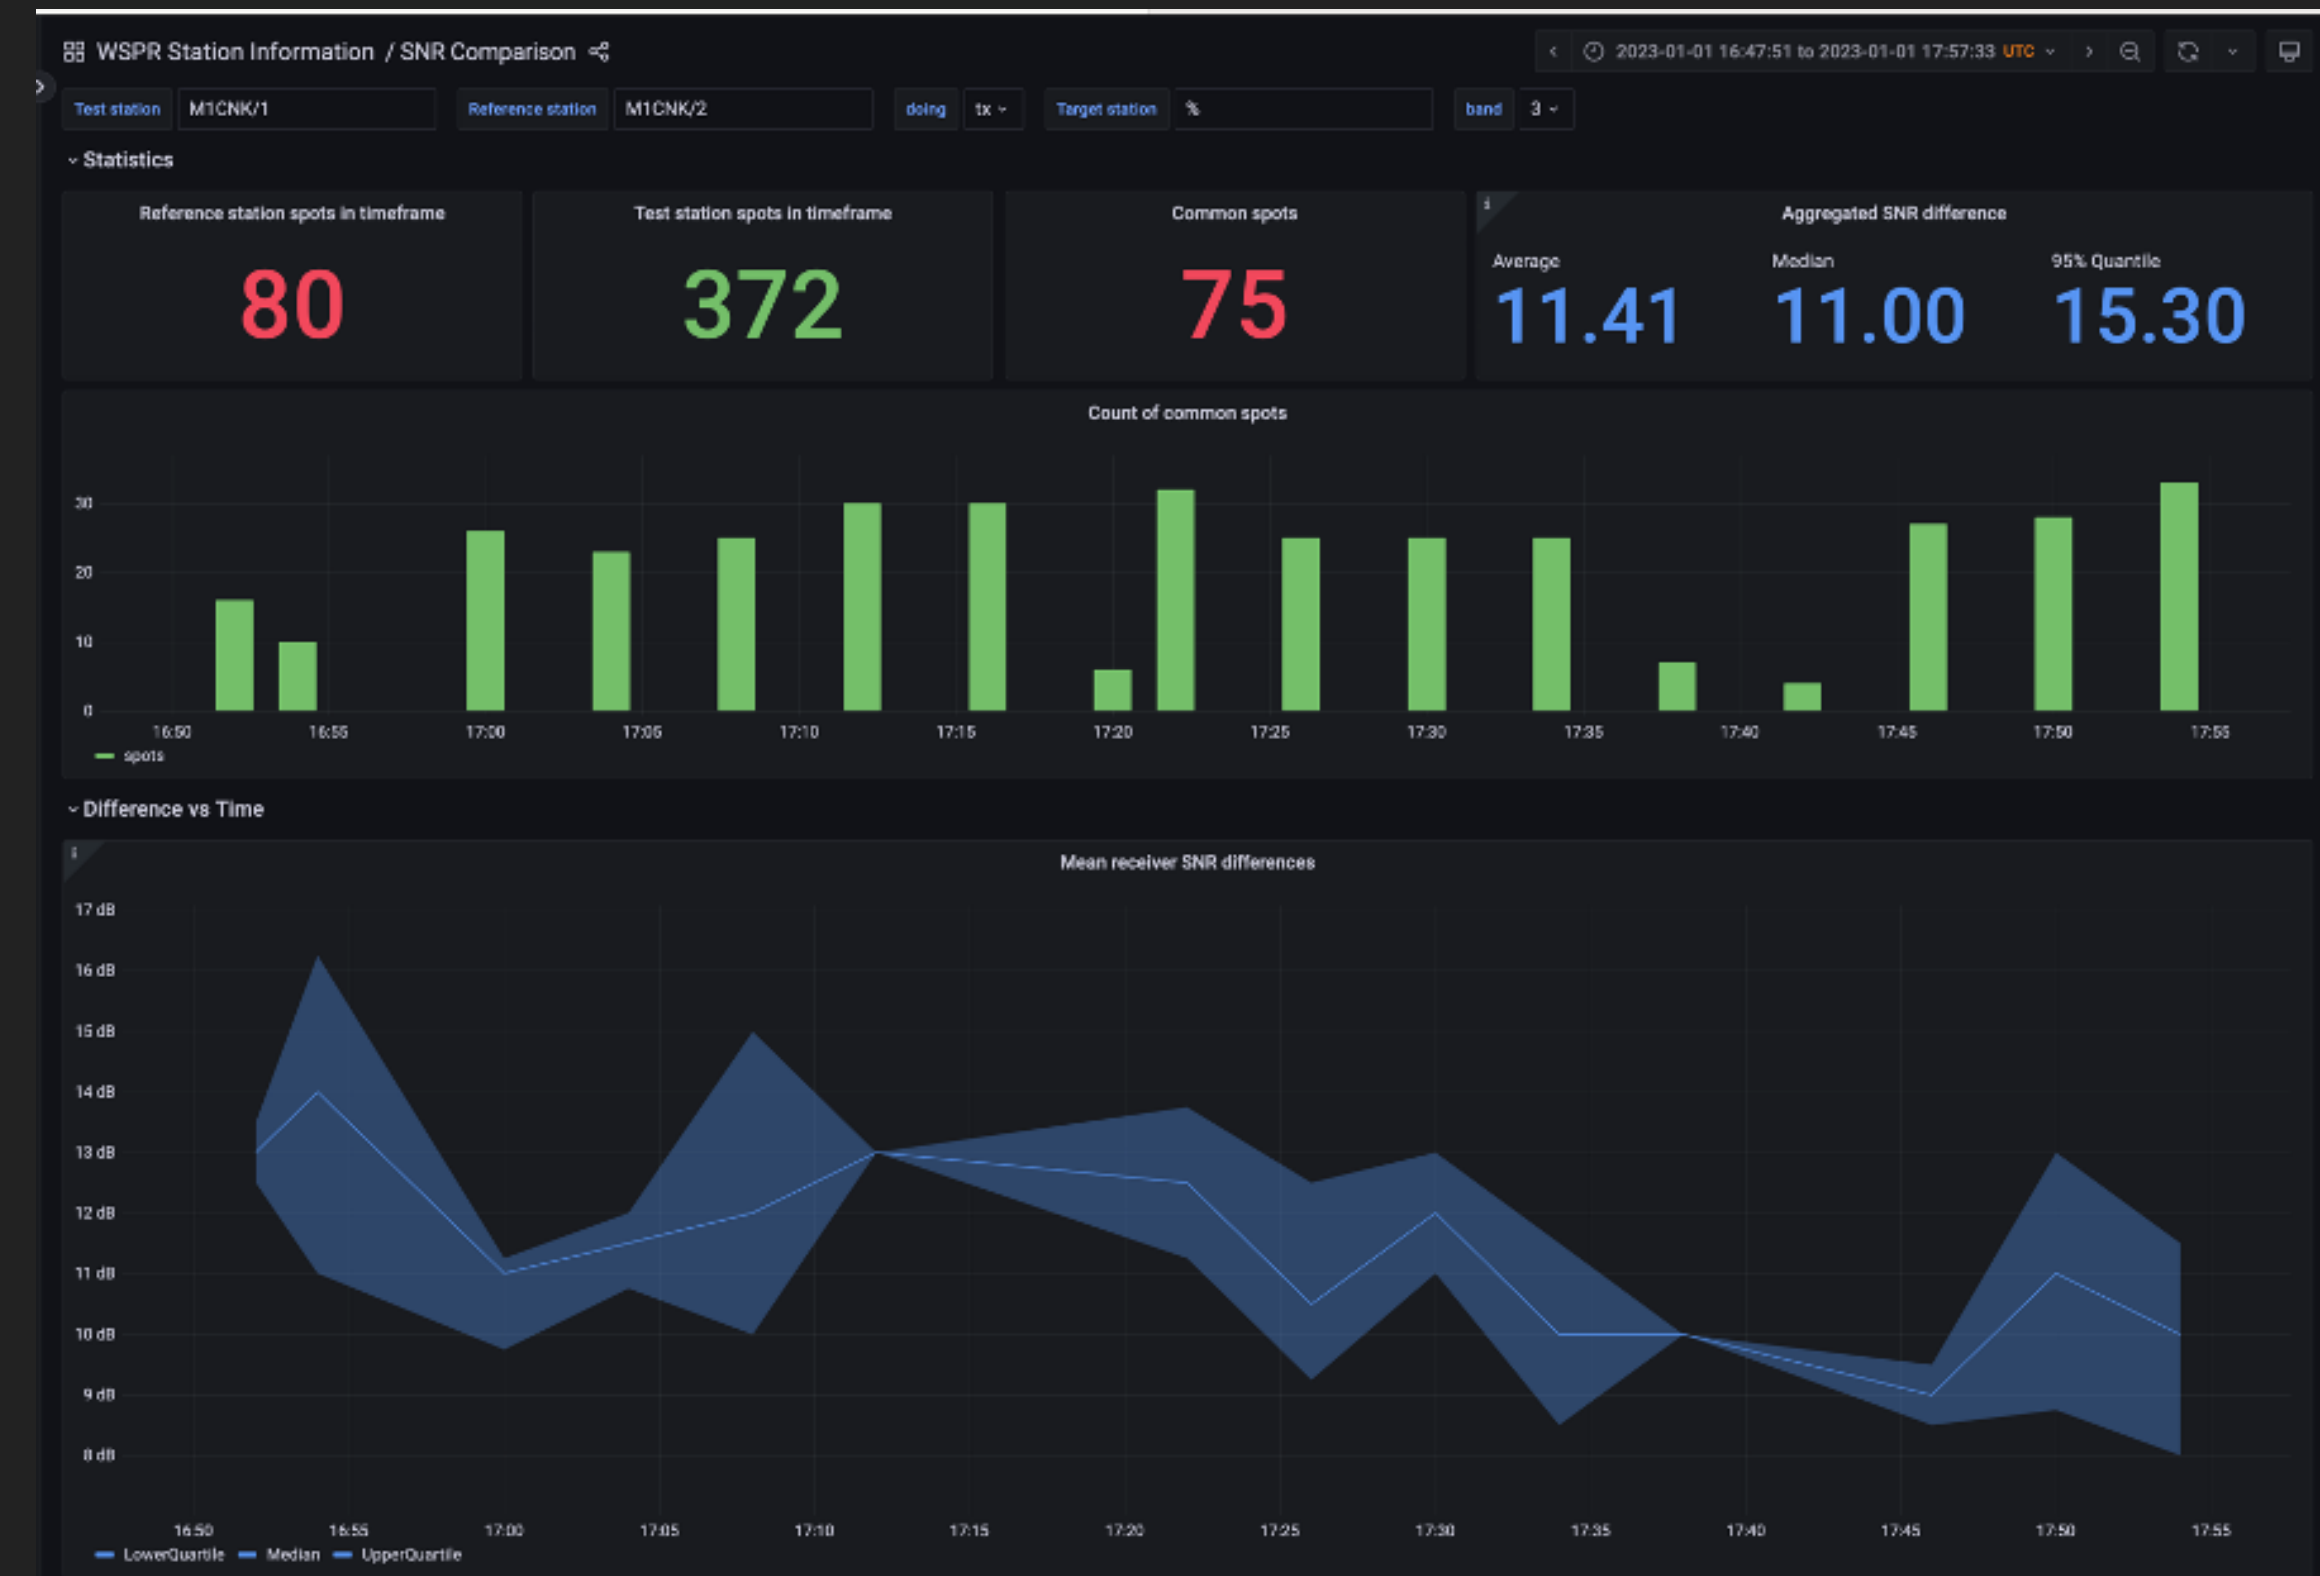 WSPR Station Information / SNR Comparison
2023-01-01 16:47:51 to 2023-01-01 17:57:33 UTC
Test station M1CNK/1 Reference station M1CNK/2 doing tx Target station % band 3
Statistics
Reference station spots in timeframe
80
Test station spots in timeframe
372
Common spots
75
i
Aggregated SNR difference
Average Median 95% Quantile
11.41 11.00 15.30
Count of common spots
30
20
10
0
16:50 16:55 17:00 17:05 17:10 17:15 17:20 17:25 17:30 17:35 17:40 17:45 17:50 17:55
spots
Difference vs Time
i
Mean receiver SNR differences
17 dB
16 dB
15 dB
14 dB
13 dB
12 dB
11 dB
10 dB
9 dB
8 dB
16:50 16:55 17:00 17:05 17:10 17:15 17:20 17:25 17:30 17:35 17:40 17:45 17:50 17:55
LowerQuartile Median UpperQuartile